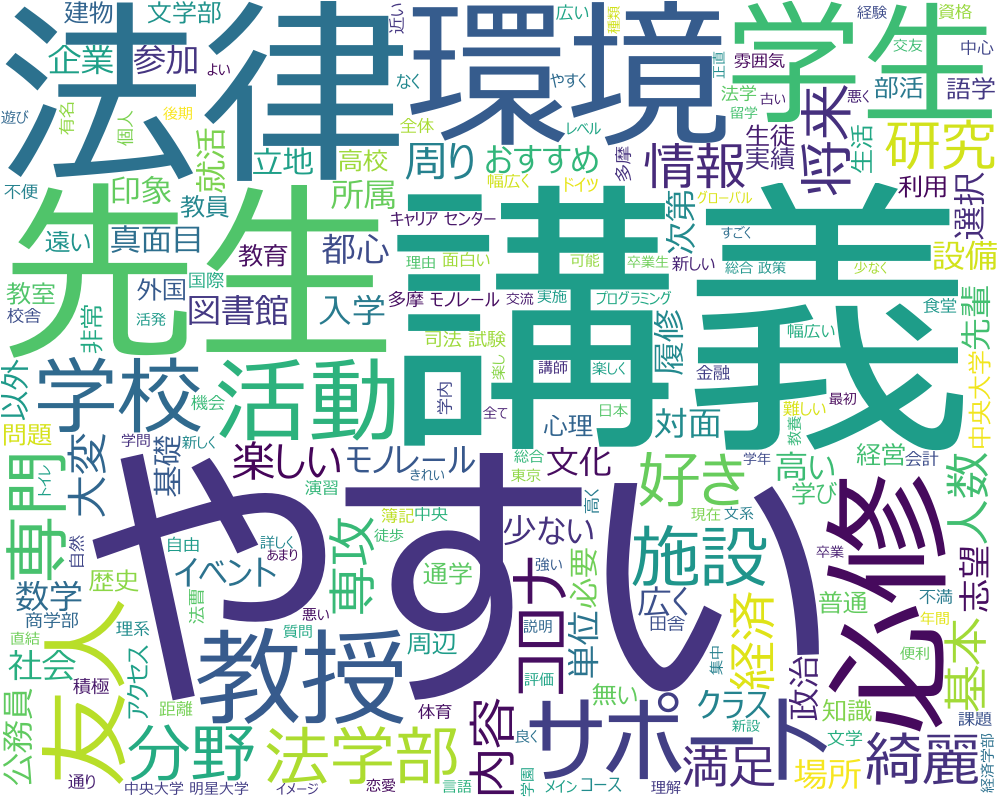 法律
環境
学生
講義
先生
やすい
必修
教授
友人
活動
学校
サポート
施設
コロナ
専門
将来
研究
情報
分野
法学部
好き
綺麗
満足
基本
経済
内容
周り
図書館
楽しい
専攻
大変
建物
文学部
企業
参加
よい
近い
広い
種類
なく
やすく
正直
雰囲気
経験
交友
資格
中心
部活
語学
法学
古い
悪く
留学
生徒
実績
生活
遊び
有名
個人
後期
就活
全体
レベル
立地
高校
おすすめ
幅広く
ドイツ
多摩
グローバル
利用
選択
不便
印象
教員
所属
キャリア センター
次第
すごく
設備
遠い
真面目
教育
都心
理由
面白い
可能
卒業生
新しい
総合 政策
少なく
教室
校舎
外国
国際
活発
非常
入学
多摩 モノレール
交流
実施
プログラミング
食堂
先輩
司法 試験
履修
幅広い
講師
楽しく
楽し
金融
中央大学
以外
機会
学内
全て
日本
難しい
最初
教養
問題
学問
新しく
基礎
心理
対面
トイレ
モノレール
きれい
総合
東京
文化
学年
高い
学び
経営
会計
人数
演習
簿記
中央
少ない
高く
現在
文系
自然
自由
詳しく
あまり
徒歩
強い
必要
卒業
志望
数学
歴史
イベント
通学
広く
田舎
普通
不満
年間
商学部
理系
法曹
悪い
質問
周辺
説明
単位
集中
政治
便利
直結
社会
積極
アクセス
距離
体育
評価
無い
クラス
新設
知識
課題
公務員
通り
中央大学
明星大学
イメージ
恋愛
言語
学園
良く
メイン コース
理解
文学
場所
経済学部